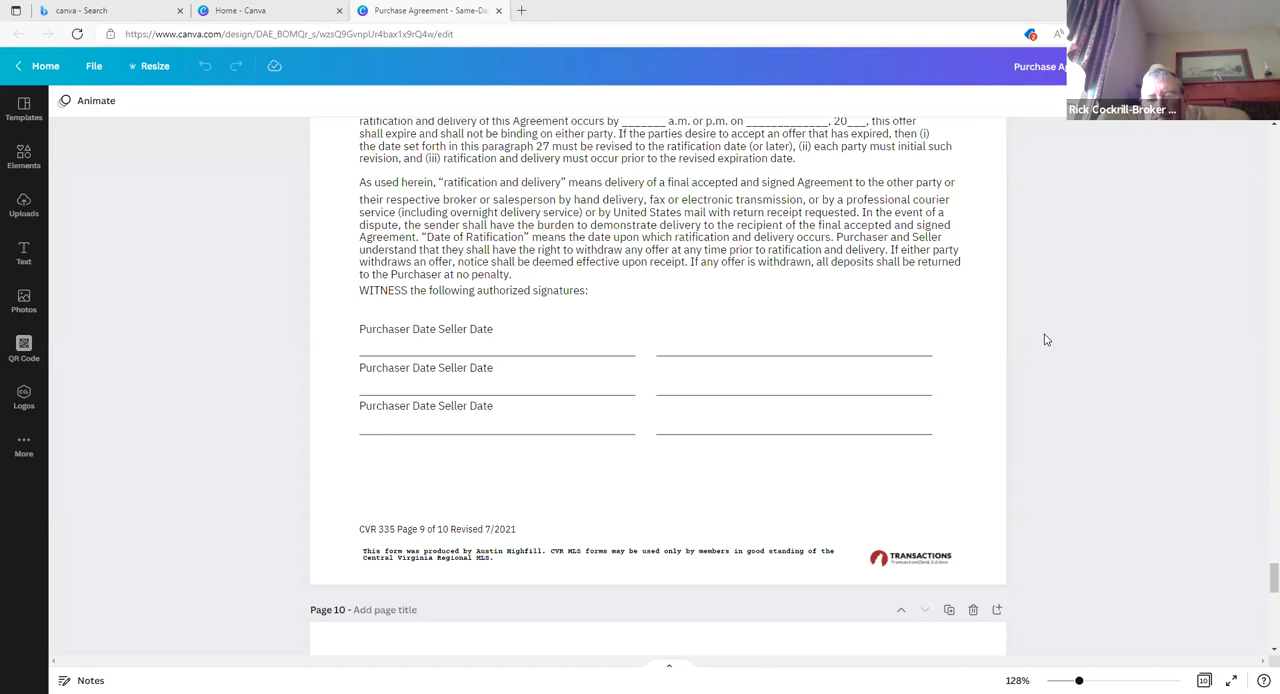 canva - Search
Home - Canva
Purchase Agreement - Same-Da
https://www.canva.com/design/DAE_BOMQr_s/wzsQ9GvnpUr4bax1x9rQ4w/edit
2
Home
File
Resize
Purchase Ag
Rick Cockrill-Broker ...
Templates
Elements
Uploads
Text
Photos
QR Code
CO.
Logos
More
Animate
ratification and delivery of this Agreement occurs by _______ a.m. or p.m. on _____________, 20___, this offer
shall expire and shall not be binding on either party. If the parties desire to accept an offer that has expired, then (i)
the date set forth in this paragraph 27 must be revised to the ratification date (or later), (ii) each party must initial such
revision, and (iii) ratification and delivery must occur prior to the revised expiration date.
As used herein, “ratification and delivery” means delivery of a final accepted and signed Agreement to the other party or
their respective broker or salesperson by hand delivery, fax or electronic transmission, or by a professional courier
service (including overnight delivery service) or by United States mail with return receipt requested. In the event of a
dispute, the sender shall have the burden to demonstrate delivery to the recipient of the final accepted and signed
Agreement. “Date of Ratification” means the date upon which ratification and delivery occurs. Purchaser and Seller
understand that they shall have the right to withdraw any offer at any time prior to ratification and delivery. If either party
withdraws an offer, notice shall be deemed effective upon receipt. If any offer is withdrawn, all deposits shall be returned
to the Purchaser at no penalty.
WITNESS the following authorized signatures:
Purchaser Date Seller Date
Purchaser Date Seller Date
Purchaser Date Seller Date
CVR 335 Page 9 of 10 Revised 7/2021
This form was produced by Austin Highfill. CVR MLS forms may be used only by members in good standing of the
Central Virginia Regional MLS.
TRANSACTIONS
TransactionDesk Edition
Page 10 - Add page title
Notes
128%
10